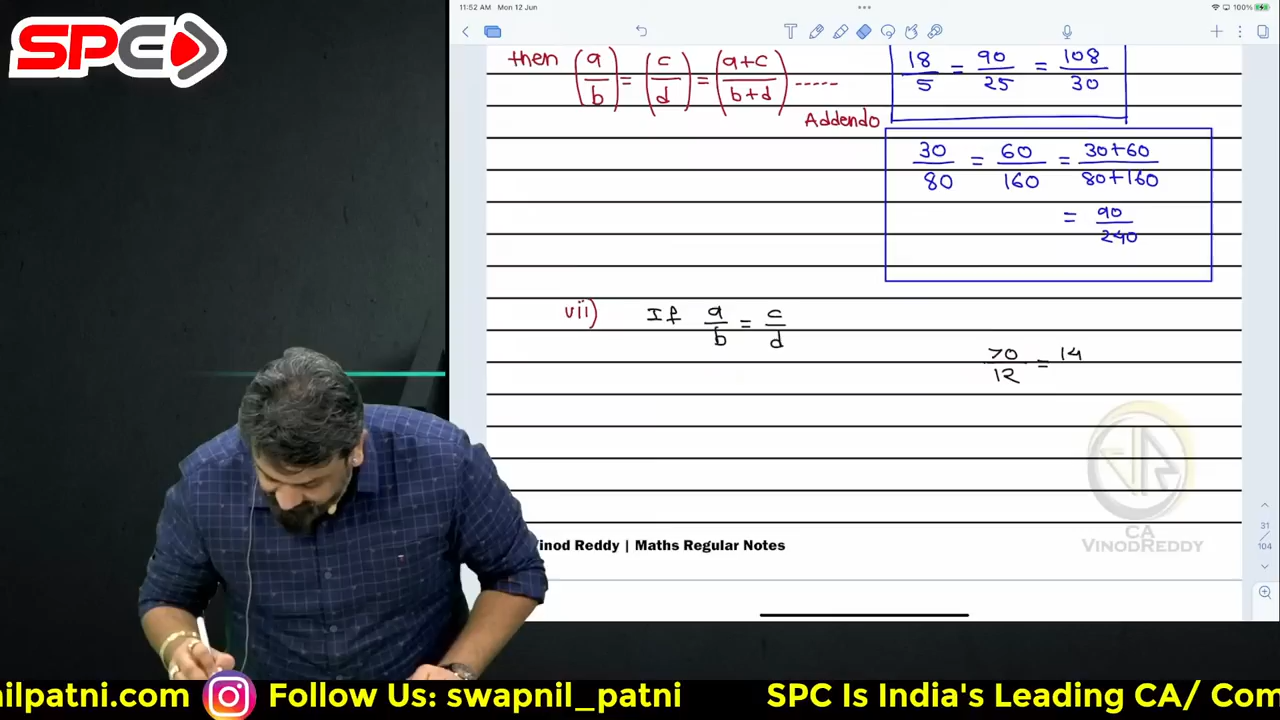 11:52 AM Mon 12 Jun
100%
SPC
then (a/b) = (c/d) = (a+c/b+d) -----
Addendo
18/5 = 90/25 = 108/30
30/80 = 60/160 = 30+60/80+160
= 90/240
vii) If a/b = c/d
70/12 = 14
31
/
104
CA
VINODREDDY
Vinod Reddy | Maths Regular Notes
nilpatni.com Follow Us: swapnil_patni SPC Is India's Leading CA/ Com